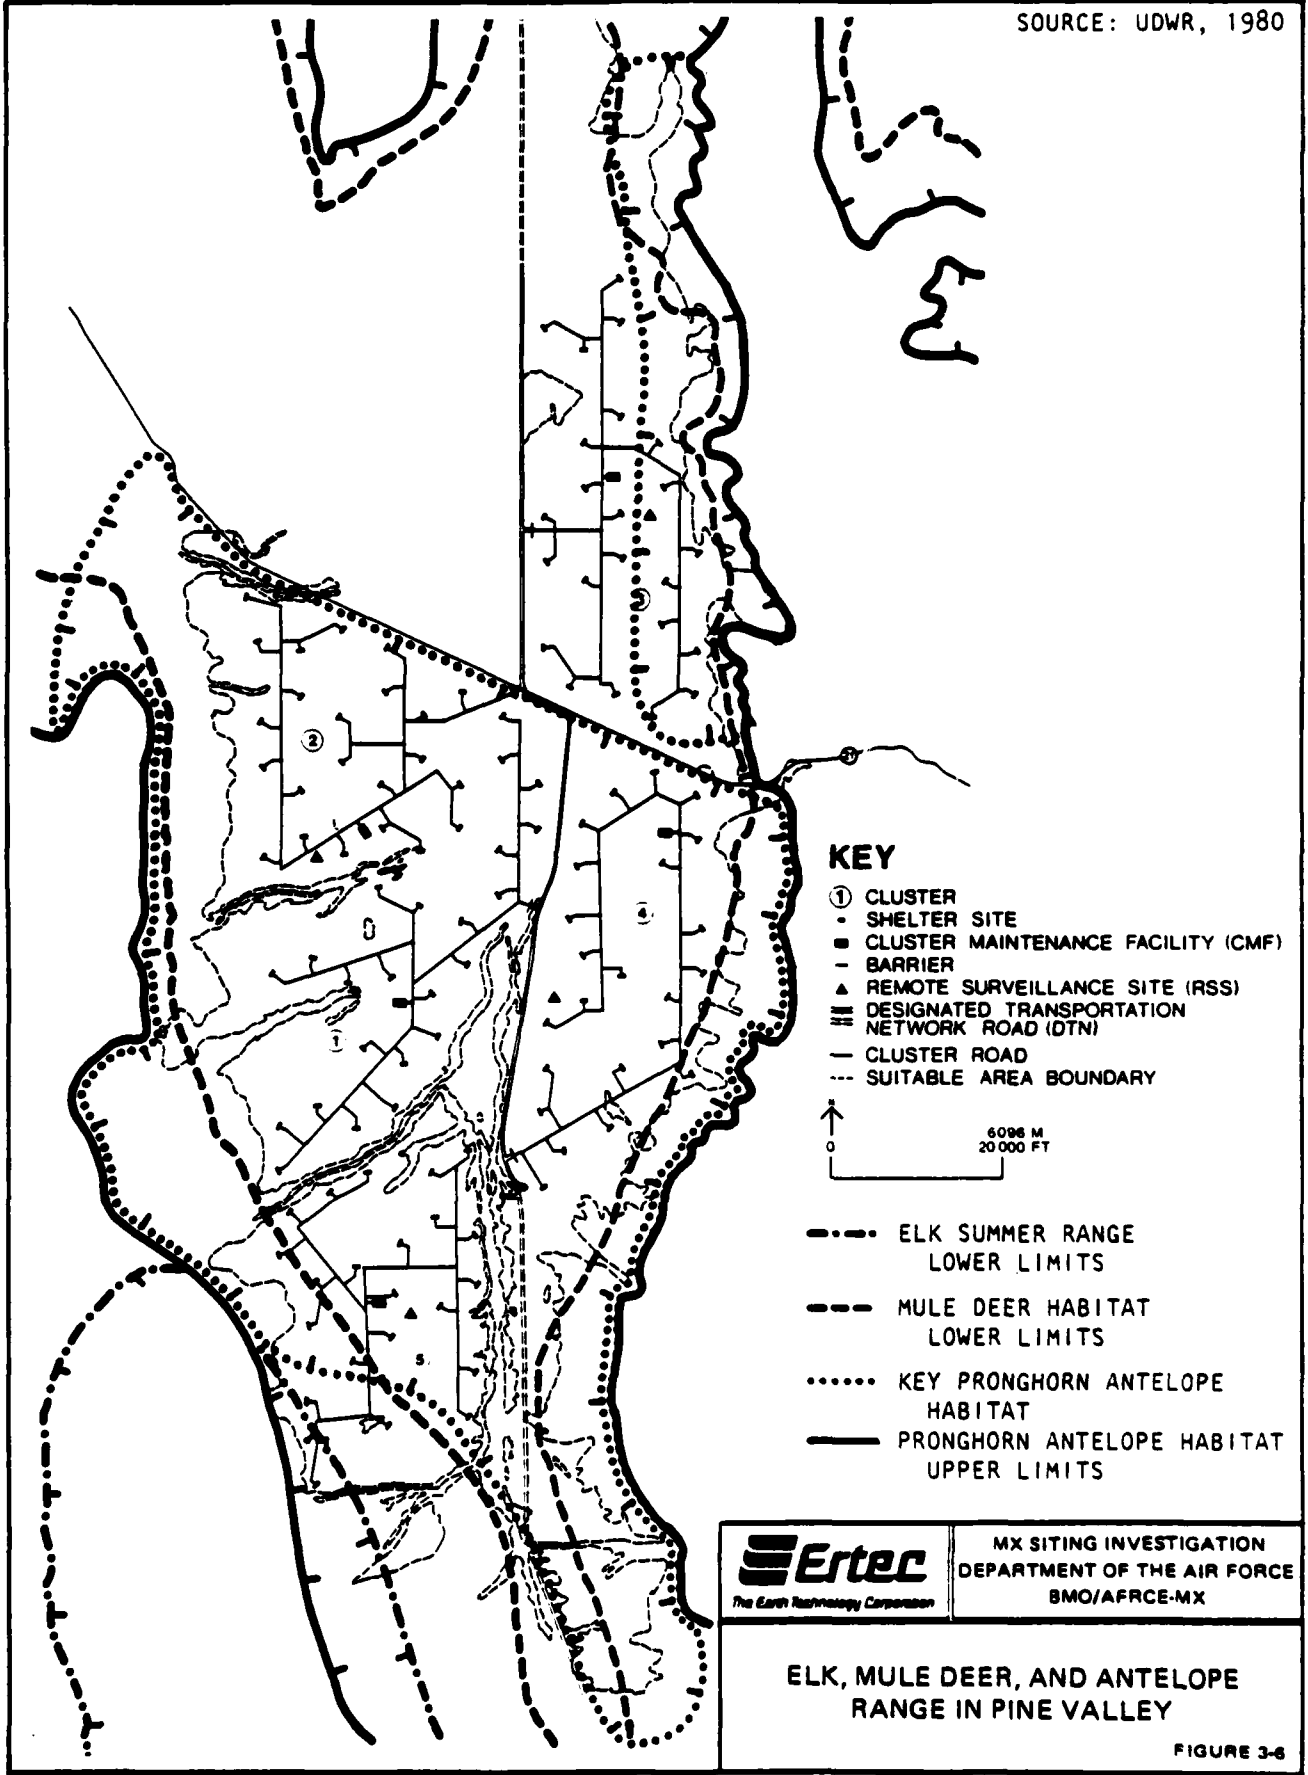 SOURCE: UDWR, 1980
3
2
21
4
1
5
KEY
1 CLUSTER
SHELTER SITE
CLUSTER MAINTENANCE FACILITY (CMF)
BARRIER
REMOTE SURVEILLANCE SITE (RSS)
DESIGNATED TRANSPORTATION
NETWORK ROAD (DTN)
CLUSTER ROAD
SUITABLE AREA BOUNDARY
N
6096 M
0 20 000 FT
ELK SUMMER RANGE
LOWER LIMITS
MULE DEER HABITAT
LOWER LIMITS
KEY PRONGHORN ANTELOPE
HABITAT
PRONGHORN ANTELOPE HABITAT
UPPER LIMITS
Ertec
The Earth Technology Corporation
MX SITING INVESTIGATION
DEPARTMENT OF THE AIR FORCE
BMO/AFRCE-MX
ELK, MULE DEER, AND ANTELOPE
RANGE IN PINE VALLEY
FIGURE 3-6